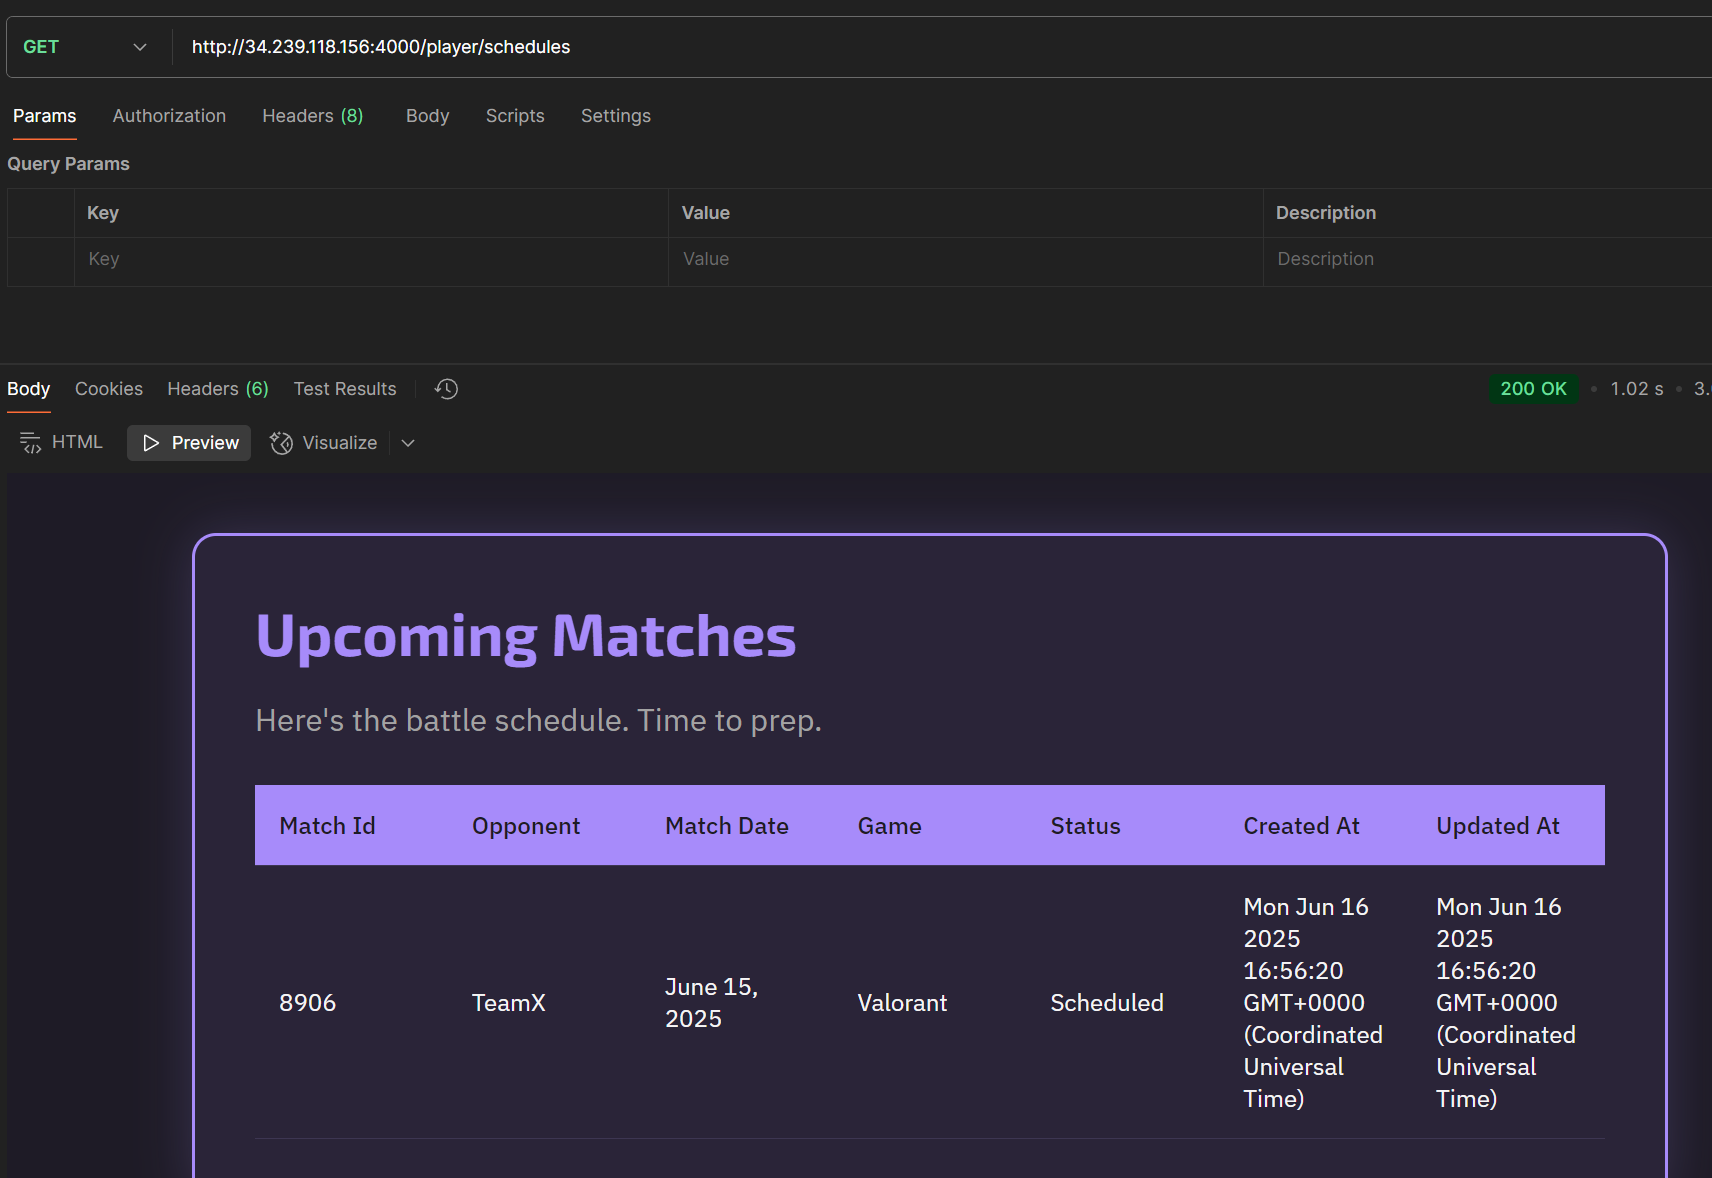 GET http://34.239.118.156:4000/player/schedules
Params Authorization Headers (8) Body Scripts Settings
Query Params
Key Value Description
Key Value Description
Body Cookies Headers (6) Test Results 200 OK • 1.02 s •
HTML Preview Visualize
Upcoming Matches
Here's the battle schedule. Time to prep.
Match Id Opponent Match Date Game Status Created At Updated At
8906 TeamX
June 15,
2025
Valorant Scheduled
Mon Jun 16
2025
16:56:20
GMT+0000
(Coordinated
Universal
Time)
Mon Jun 16
2025
16:56:20
GMT+0000
(Coordinated
Universal
Time)